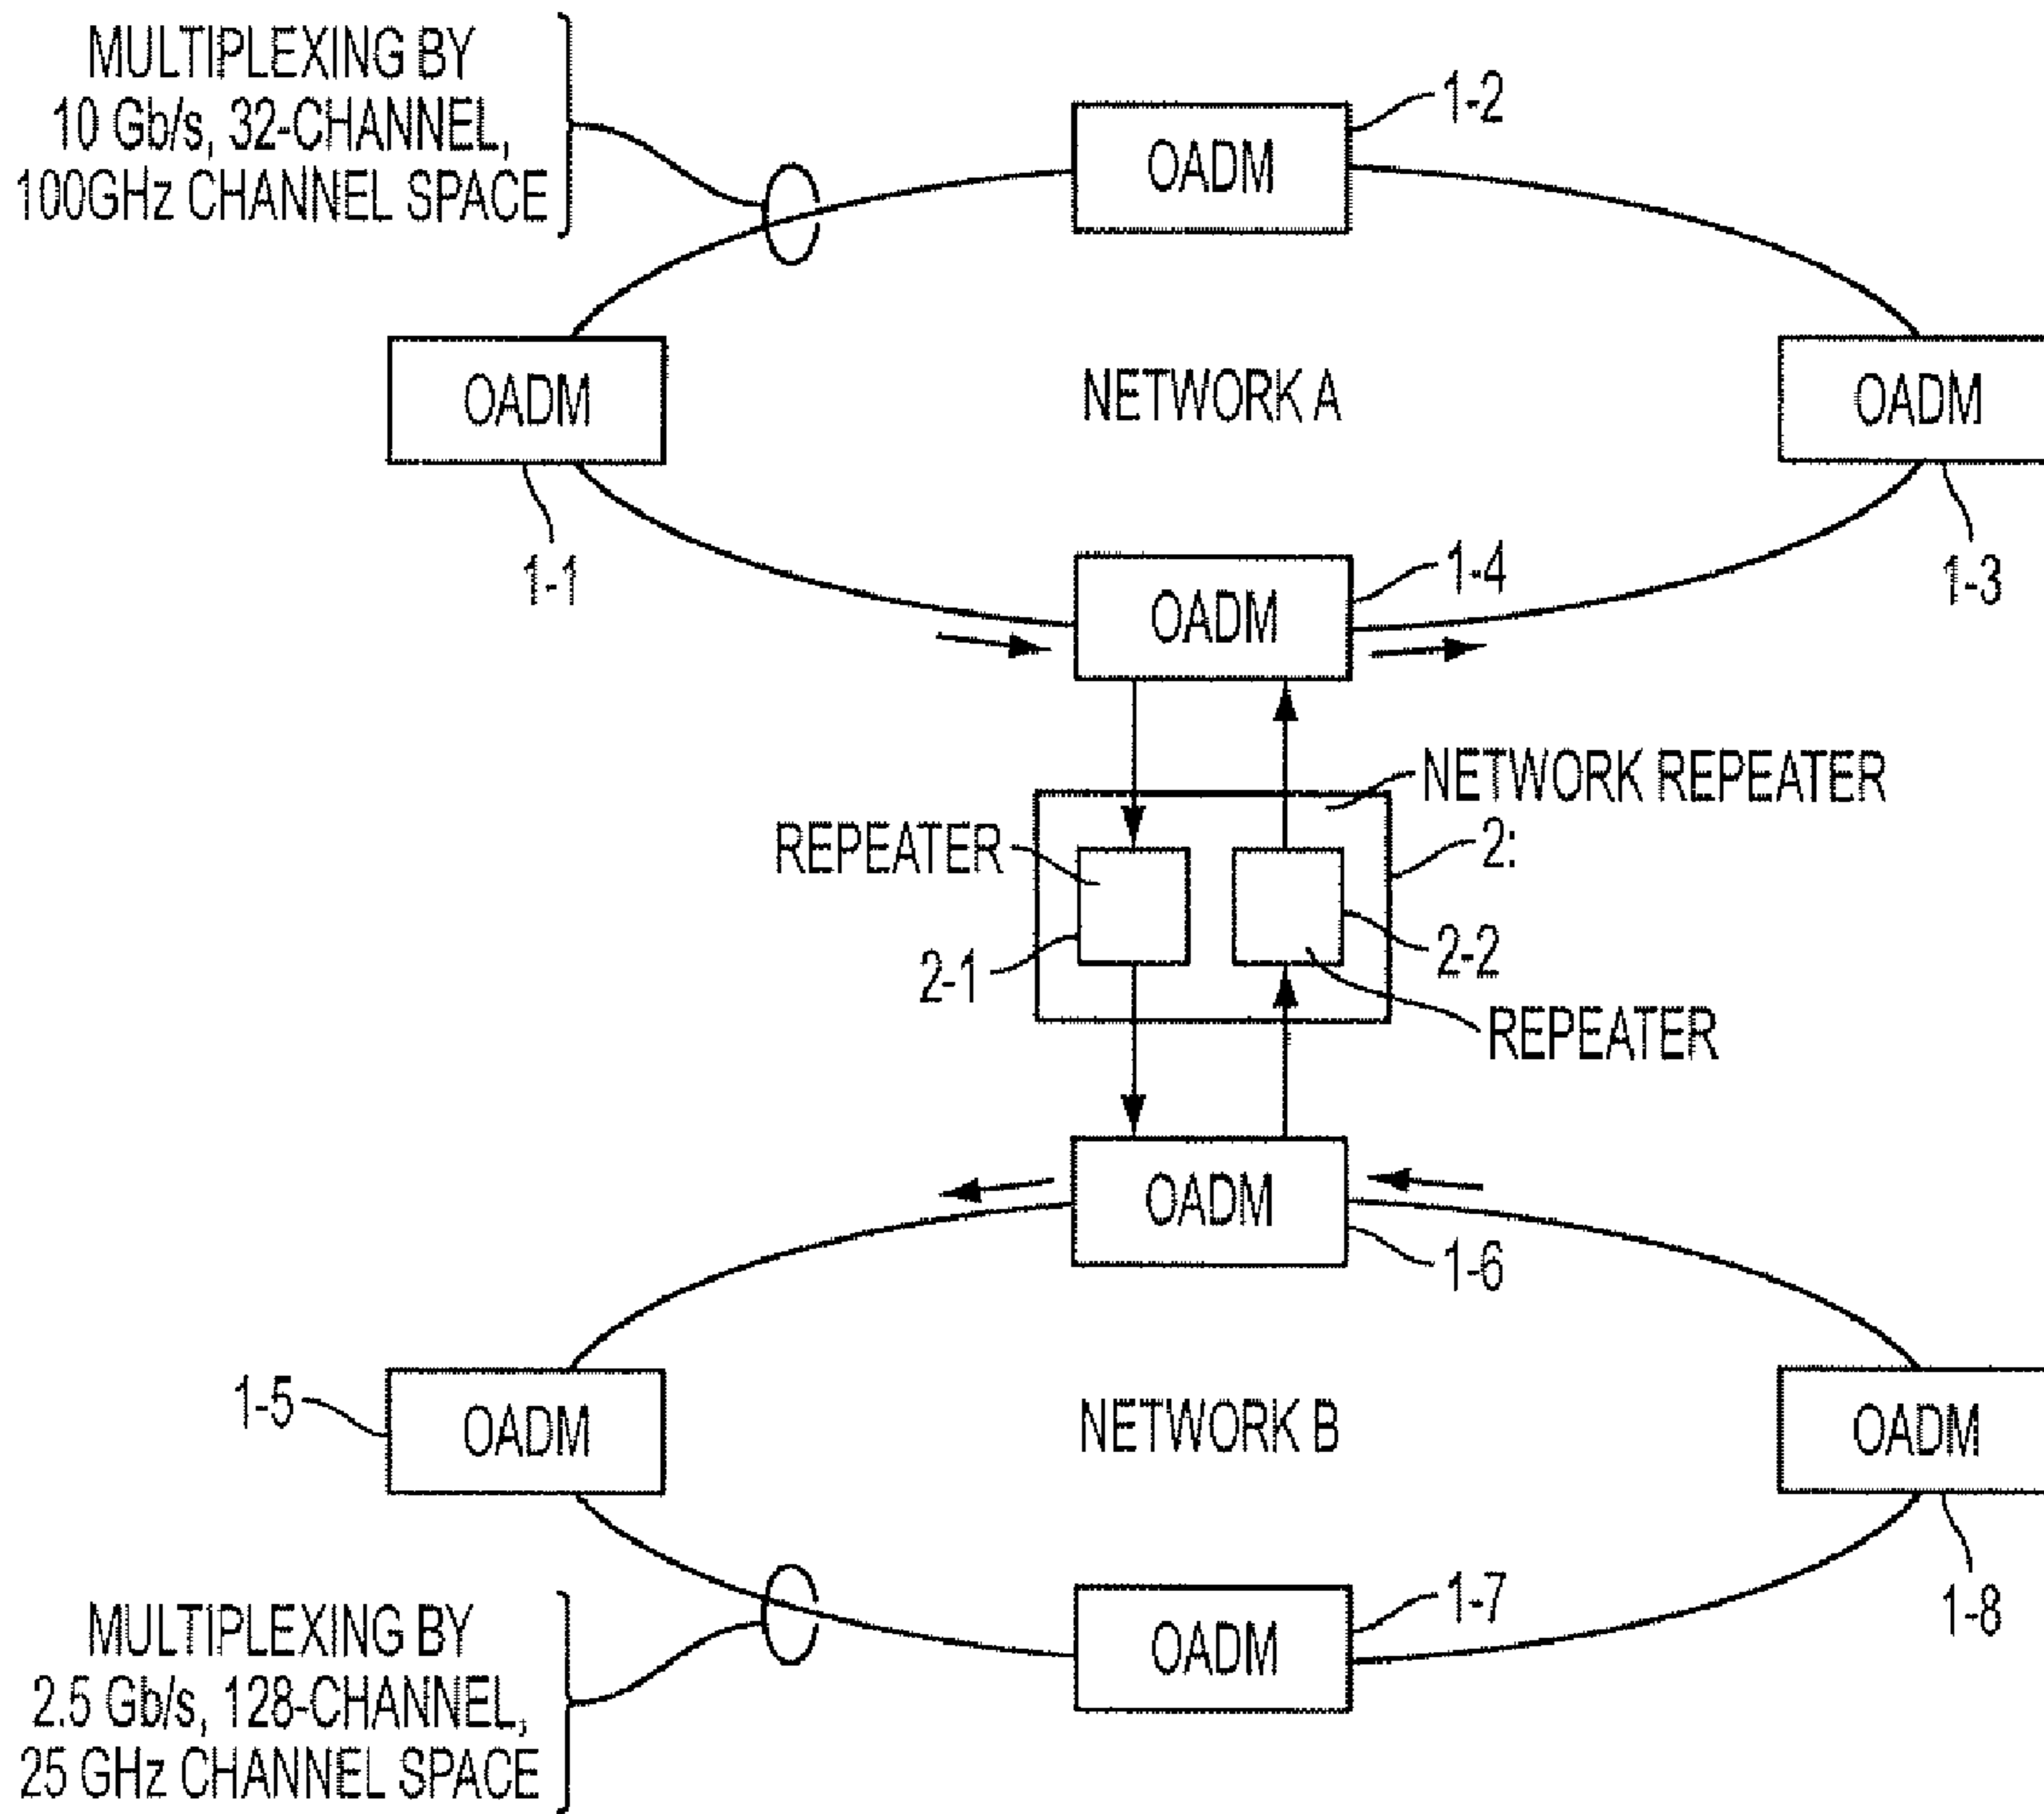 MULTIPLEXING BY
10 Gb/s, 32-CHANNEL,
100GHz CHANNEL SPACE
OADM
1-2
OADM
1-1
NETWORK A
OADM
1-3
OADM
1-4
NETWORK REPEATER
2:
REPEATER
2-1
2-2
REPEATER
OADM
1-6
1-5
OADM
NETWORK B
OADM
1-8
OADM
1-7
MULTIPLEXING BY
2.5 Gb/s, 128-CHANNEL,
25 GHz CHANNEL SPACE